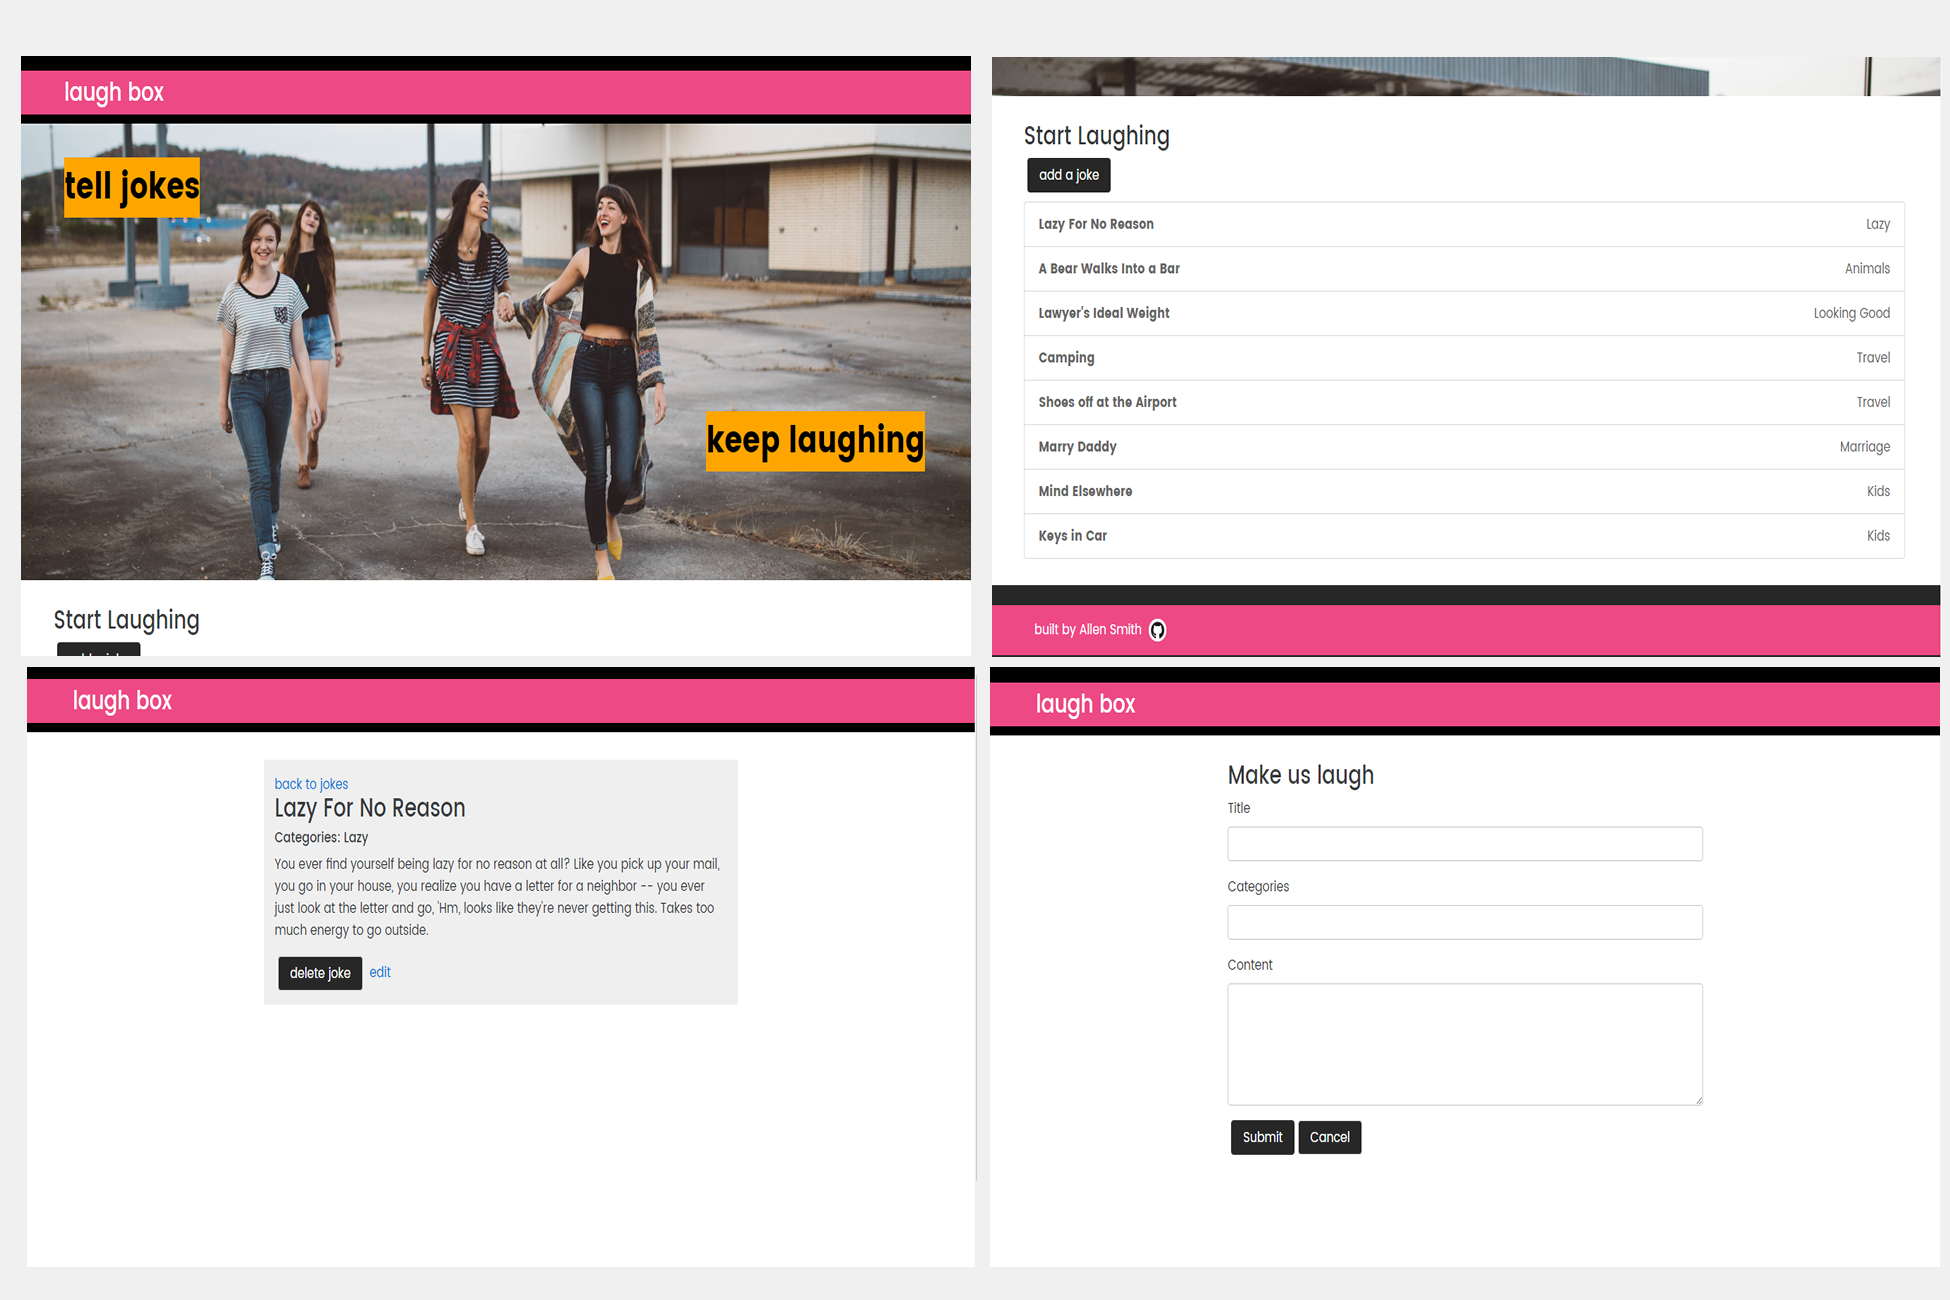 laugh box
tell jokes
keep laughing
Start Laughing
Start Laughing
add a joke
Lazy For No Reason Lazy
A Bear Walks Into a Bar Animals
Lawyer's Ideal Weight Looking Good
Camping Travel
Shoes off at the Airport Travel
Marry Daddy Marriage
Mind Elsewhere Kids
Keys in Car Kids
built by Allen Smith
laugh box
back to jokes
Lazy For No Reason
Categories: Lazy
You ever find yourself being lazy for no reason at all? Like you pick up your mail,
you go in your house, you realize you have a letter for a neighbor -- you ever
just look at the letter and go, 'Hm, looks like they're never getting this. Takes too
much energy to go outside.
delete joke edit
laugh box
Make us laugh
Title
Categories
Content
Submit Cancel